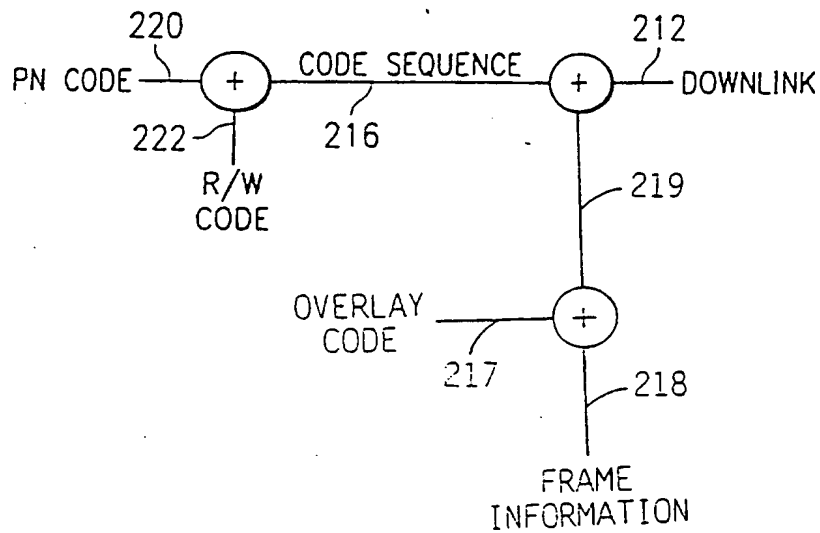 220
PN CODE
+
CODE SEQUENCE
+
212
DOWNLINK
222
216
R/W
CODE
219
OVERLAY
CODE
+
217
218
FRAME
INFORMATION